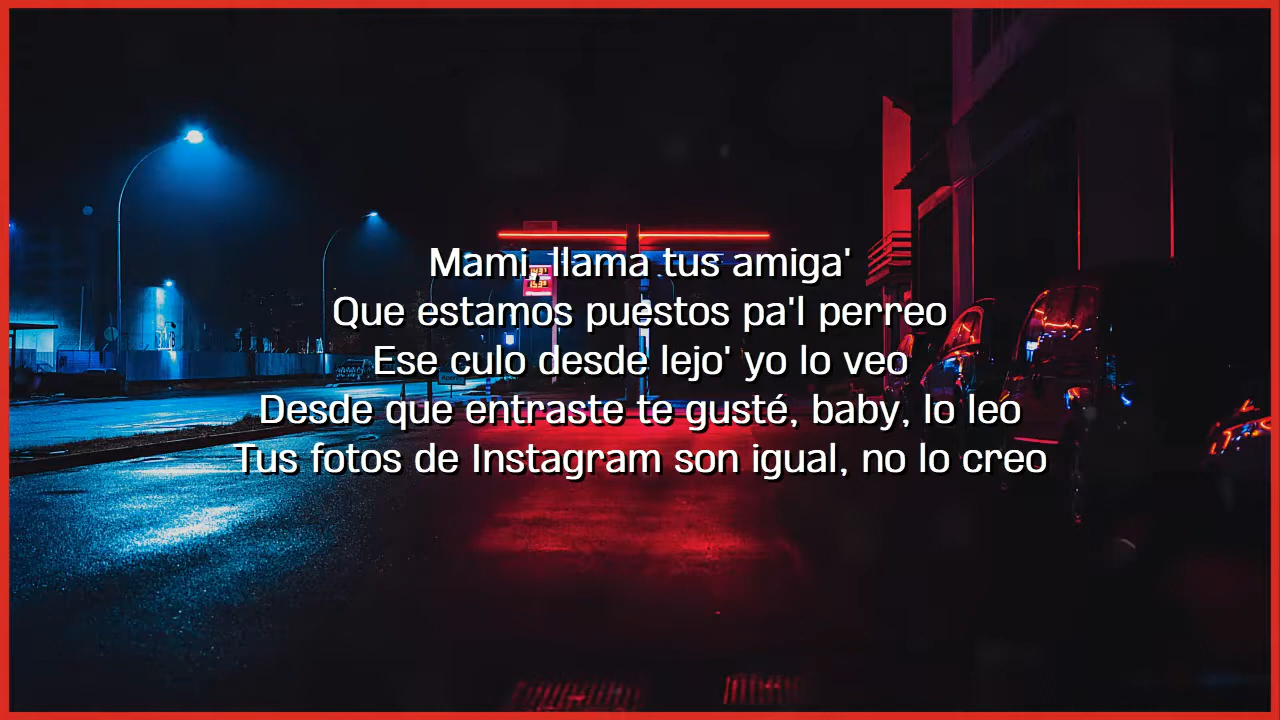 Mami, llama tus amiga'
Que estamos puestos pa'l perreo
Ese culo desde lejo' yo lo veo
Desde que entraste te gusté, baby, lo leo
Tus fotos de Instagram son igual, no lo creo